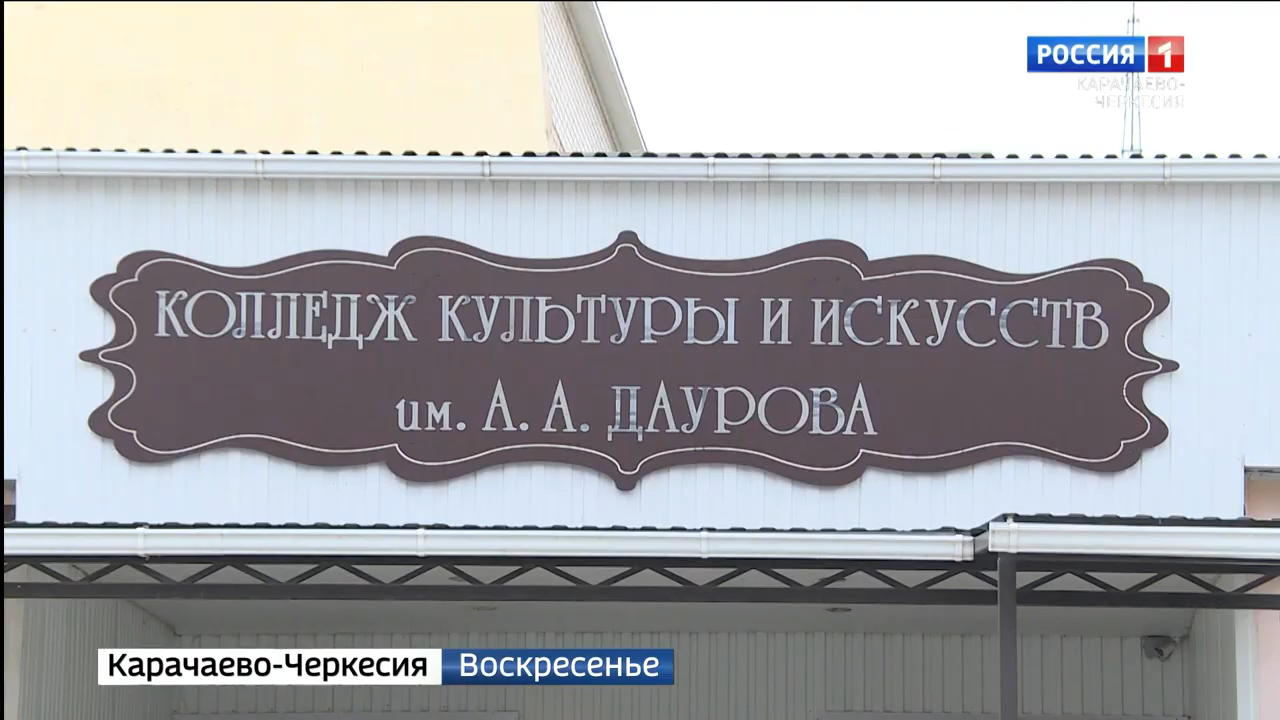 РОССИЯ 1
КАРАЧАЕВО-
ЧЕРКЕСИЯ
КОЛЛЕДЖ КУЛЬТУРЫ И ИСКУССТВ
им. А. А. ДАУРОВА
Карачаево-Черкесия Воскресенье